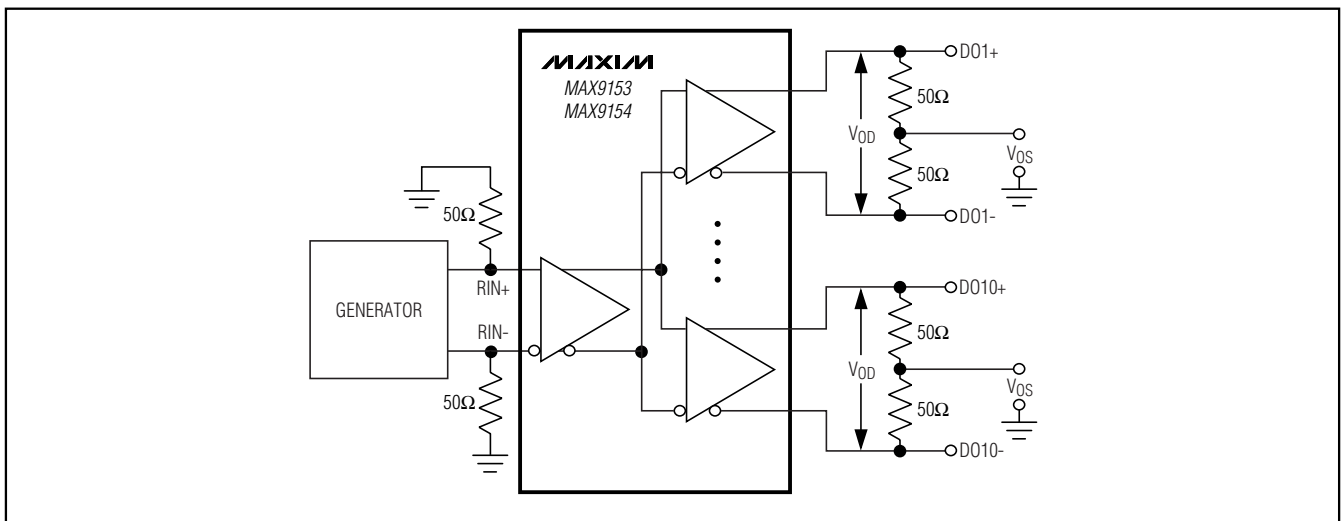 MAXIM
MAX9153
MAX9154
DO1+
50Ω
VOD
VOS
50Ω
DO1-
50Ω
RIN+
GENERATOR
RIN-
50Ω
DO10+
50Ω
VOD
VOS
50Ω
DO10-